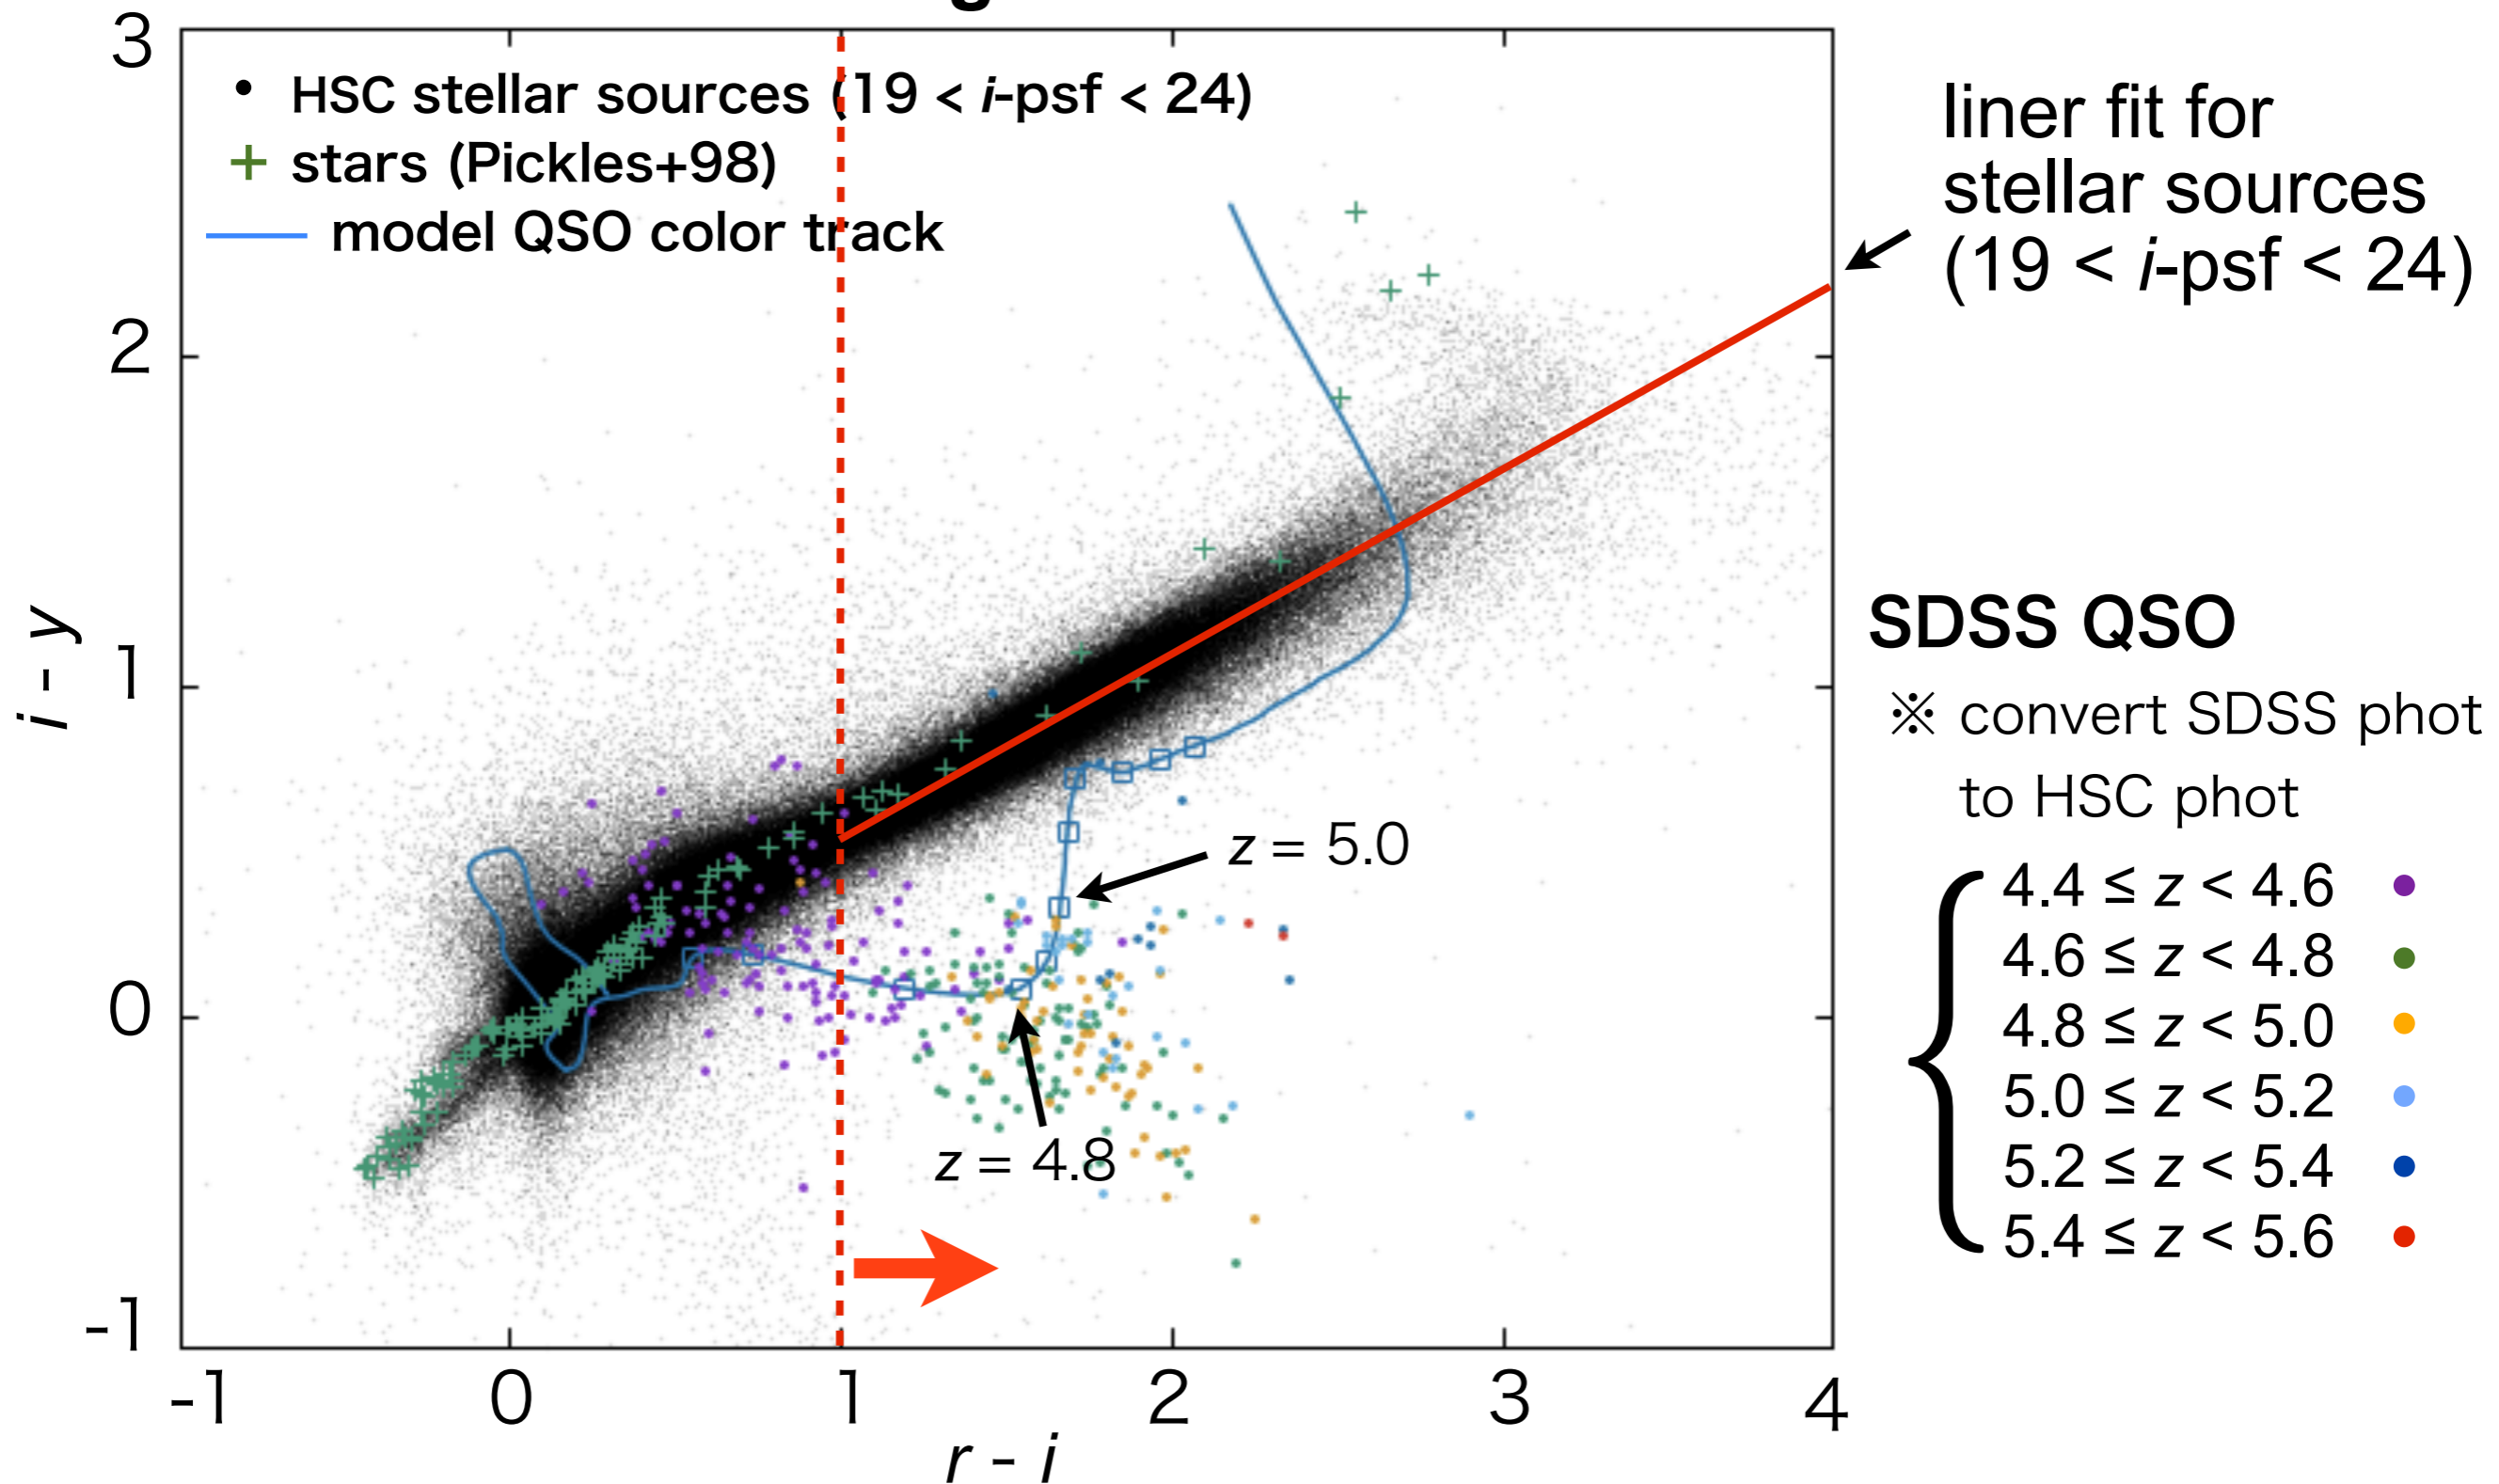 3
HSC stellar sources (19 < i-psf < 24)
stars (Pickles+98)
model QSO color track
2
1
0
-1
i - y
-1 0 1 2 3 4
r - i
z = 5.0
z = 4.8
liner fit for
stellar sources
(19 < i-psf < 24)
SDSS QSO
※ convert SDSS phot
to HSC phot
4.4 ≤ z < 4.6
4.6 ≤ z < 4.8
4.8 ≤ z < 5.0
5.0 ≤ z < 5.2
5.2 ≤ z < 5.4
5.4 ≤ z < 5.6